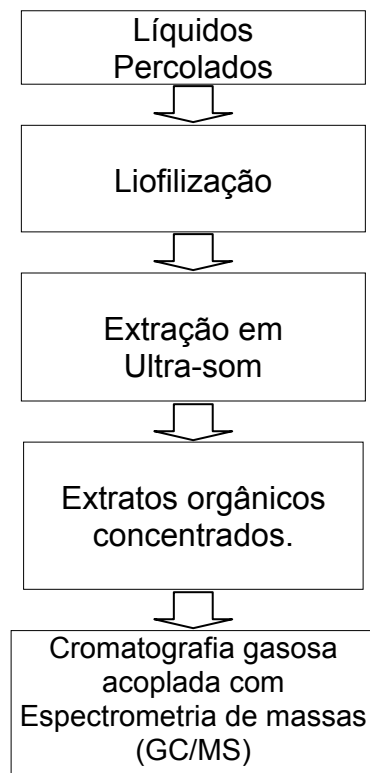 Líquidos
Percolados
Liofilização
Extração em
Ultra-som
Extratos orgânicos
concentrados.
Cromatografia gasosa
acoplada com
Espectrometria de massas
(GC/MS)